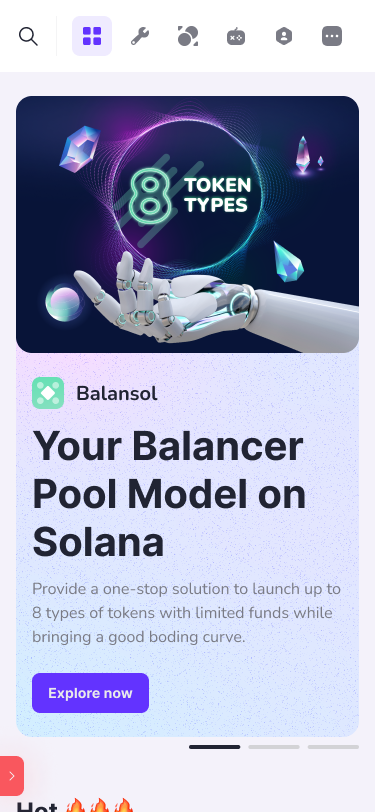 8 TOKEN
TYPES
Balansol
Your Balancer
Pool Model on
Solana
Provide a one-stop solution to launch up to
8 types of tokens with limited funds while
bringing a good boding curve.
Explore now
Hot 🔥🔥🔥